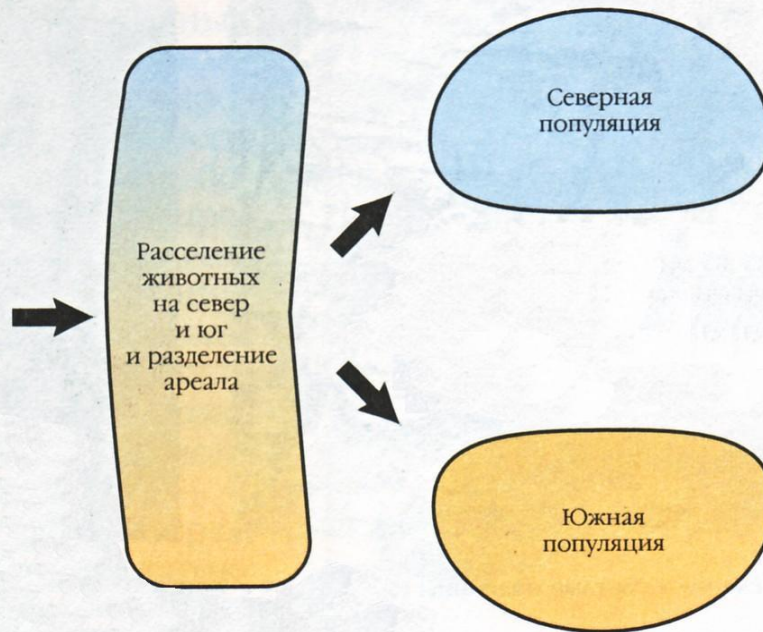 Расселение
животных
на север
и юг
и разделение
ареала
Северная
популяция
Южная
популяция